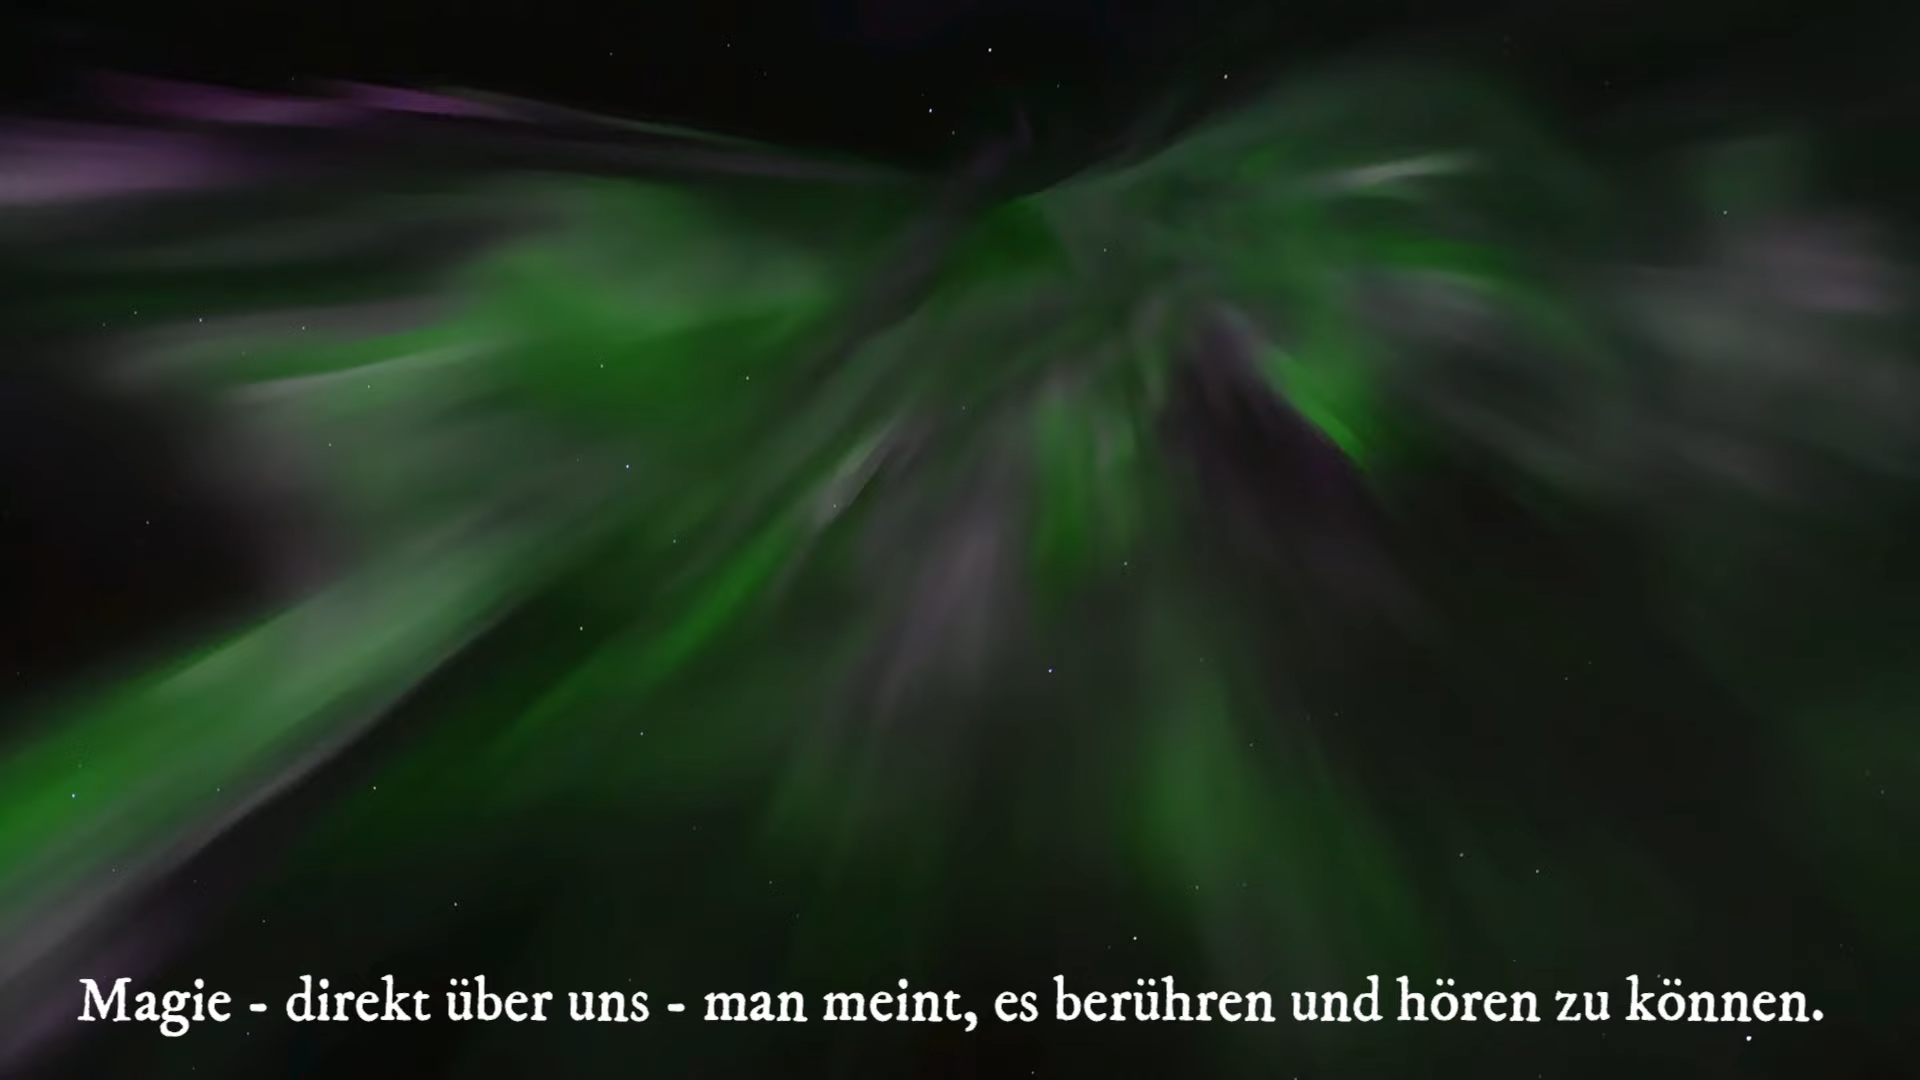 Magie - direkt über uns - man meint, es berühren und hören zu können.